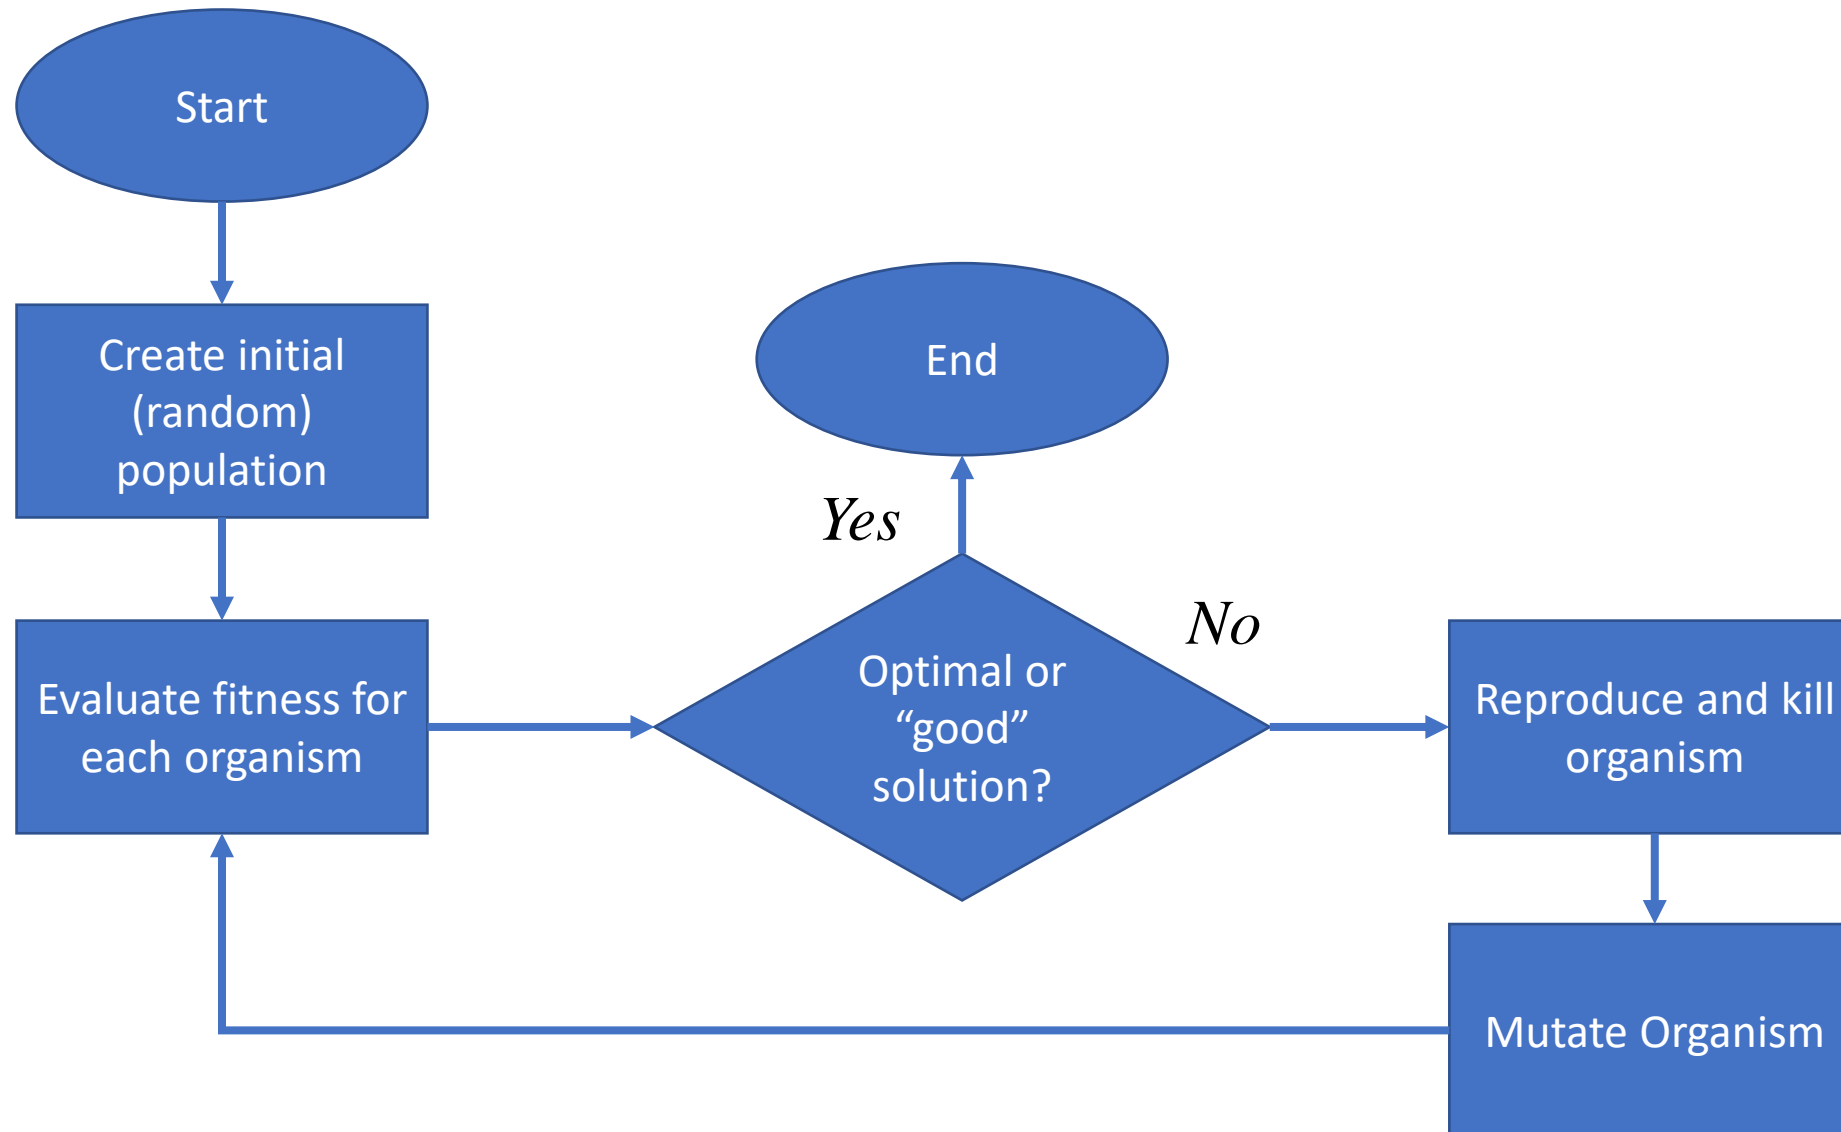 Start
Create initial
(random)
population
Evaluate fitness for
each organism
End
Yes
Optimal or
“good”
solution?
No
Reproduce and kill
organism
Mutate Organism